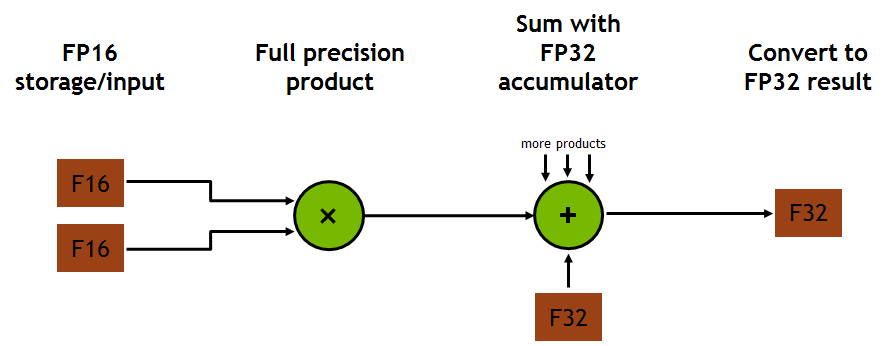 FP16
storage/input
Full precision
product
Sum with
FP32
accumulator
Convert to
FP32 result
more products
F16
F16
×
+
F32
F32